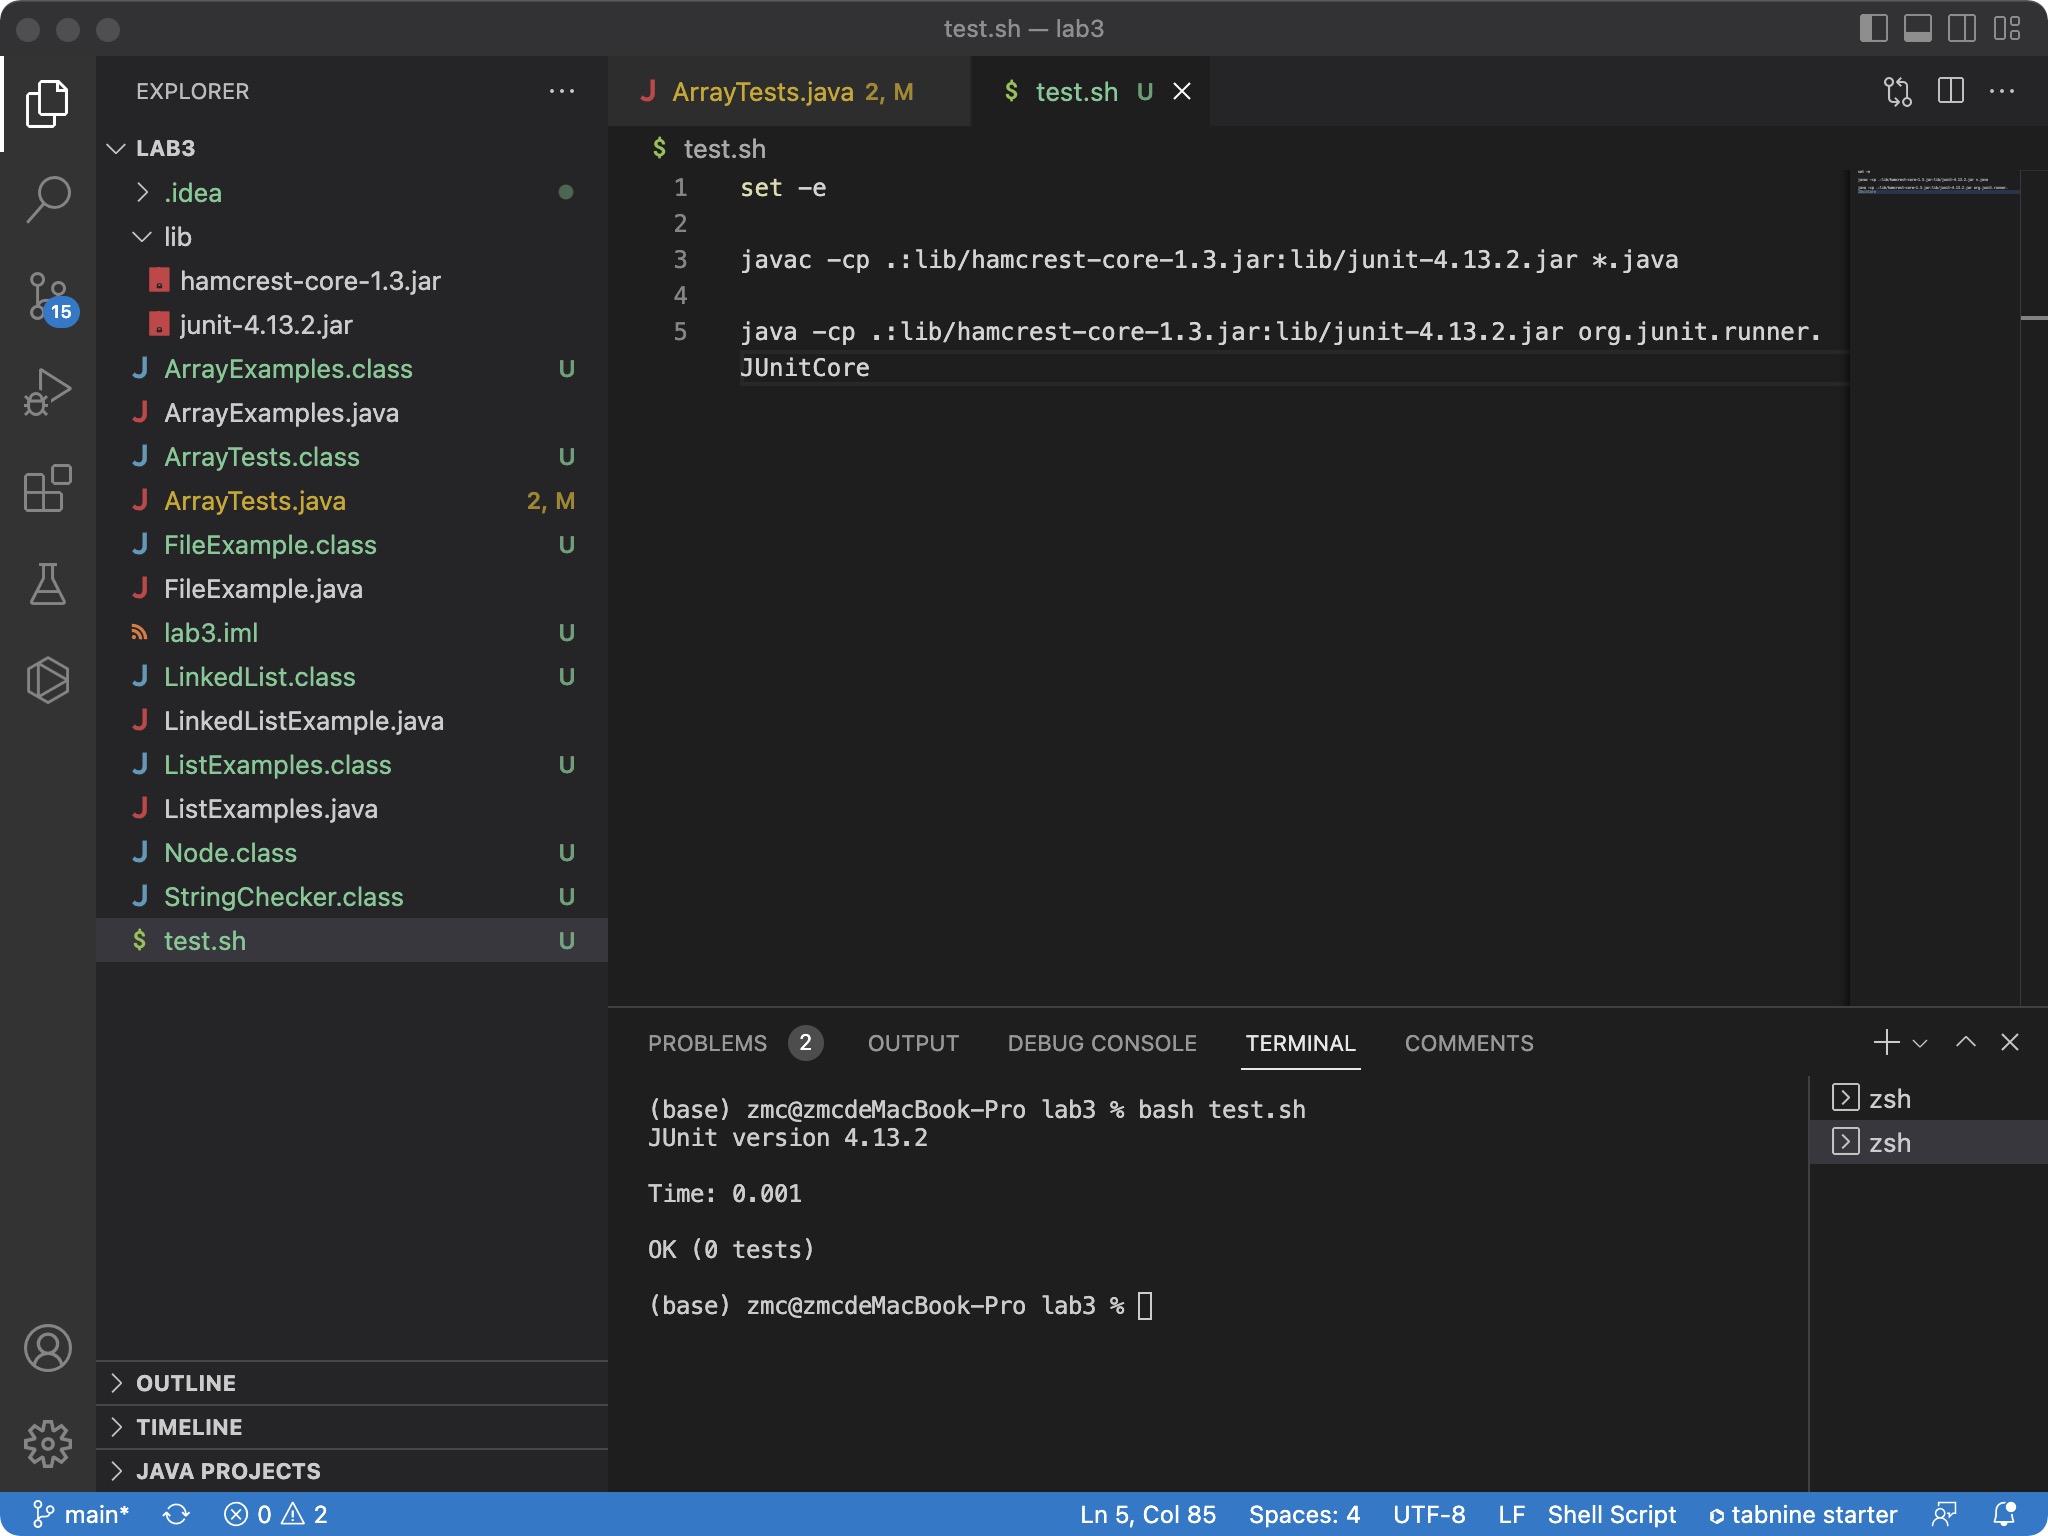 test.sh — lab3
EXPLORER
LAB3
.idea
lib
hamcrest-core-1.3.jar
junit-4.13.2.jar
ArrayExamples.class U
ArrayExamples.java
ArrayTests.class U
ArrayTests.java 2, M
FileExample.class U
FileExample.java
lab3.iml U
LinkedList.class U
LinkedListExample.java
ListExamples.class U
ListExamples.java
Node.class U
StringChecker.class U
$ test.sh U
OUTLINE
TIMELINE
JAVA PROJECTS
15
ArrayTests.java 2, M
$ test.sh U
$ test.sh
1 set -e
2
3 javac -cp .:lib/hamcrest-core-1.3.jar:lib/junit-4.13.2.jar *.java
4
5 java -cp .:lib/hamcrest-core-1.3.jar:lib/junit-4.13.2.jar org.junit.runner.
JUnitCore
PROBLEMS 2 OUTPUT DEBUG CONSOLE TERMINAL COMMENTS
(base) zmc@zmcdeMacBook-Pro lab3 % bash test.sh
JUnit version 4.13.2
Time: 0.001
OK (0 tests)
(base) zmc@zmcdeMacBook-Pro lab3 %
zsh
zsh
main* 0 2 Ln 5, Col 85 Spaces: 4 UTF-8 LF Shell Script tabnine starter